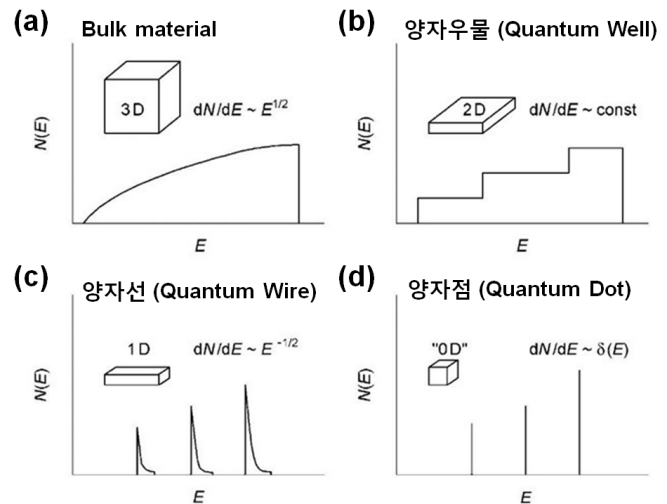 (a) Bulk material
3D
dN/dE ~ E^1/2
N(E)
E
(b) 양자우물 (Quantum Well)
2D
dN/dE ~ const
N(E)
E
(c) 양자선 (Quantum Wire)
1D
dN/dE ~ E^-1/2
N(E)
E
(d) 양자점 (Quantum Dot)
"0D"
dN/dE ~ δ(E)
N(E)
E